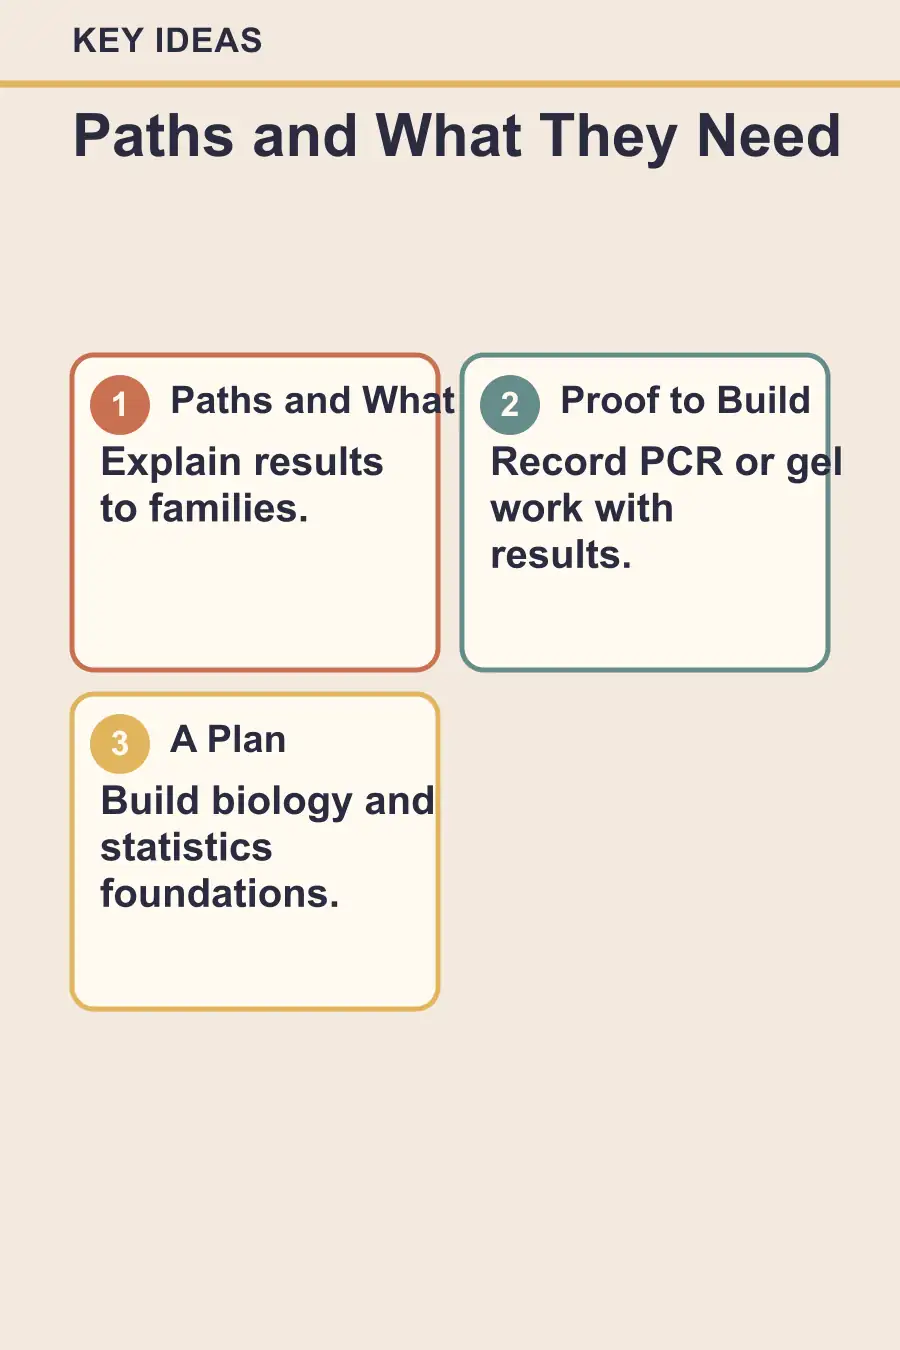 KEY IDEAS
Paths and What They Need
1
Paths and What
Explain results
to families.
2
Proof to Build
Record PCR or gel
work with
results.
3
A Plan
Build biology and
statistics
foundations.